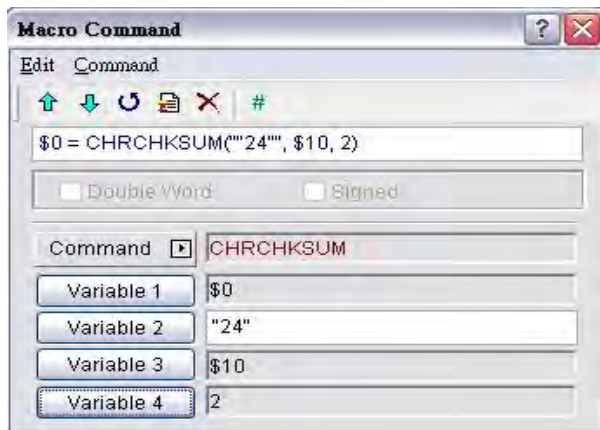 Macro Command
Edit Command
#
$0 = CHRCHKSUM(""24"", $10, 2)
Double Word Signed
Command CHRCHKSUM
Variable 1 $0
Variable 2 "24"
Variable 3 $10
Variable 4 2